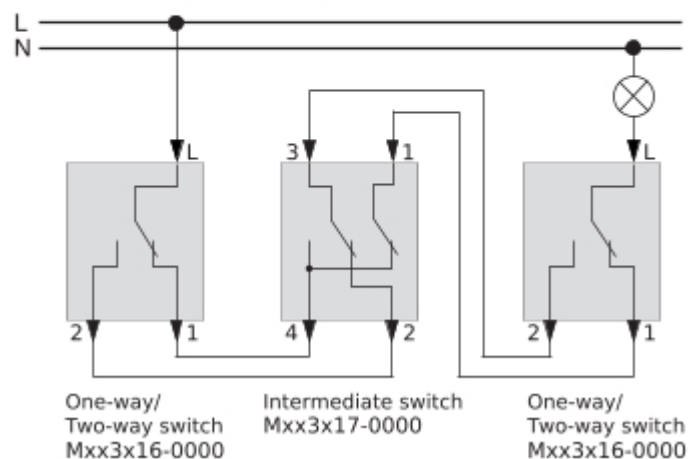 L
N
L
3
1
L
2
1
4
2
2
1
One-way/
Two-way switch
Mxx3x16-0000
Intermediate switch
Mxx3x17-0000
One-way/
Two-way switch
Mxx3x16-0000